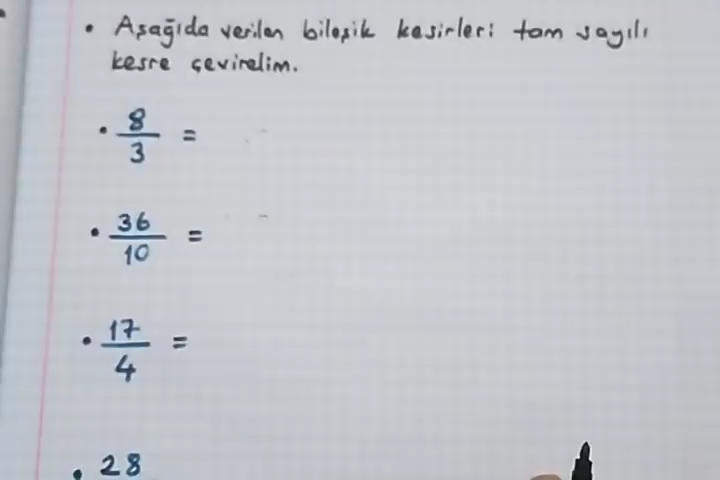 • Aşağıda verilen bileşik kesirleri tam sayılı
kesre çevirelim.
• 8/3 =
• 36/10 =
• 17/4 =
• 28